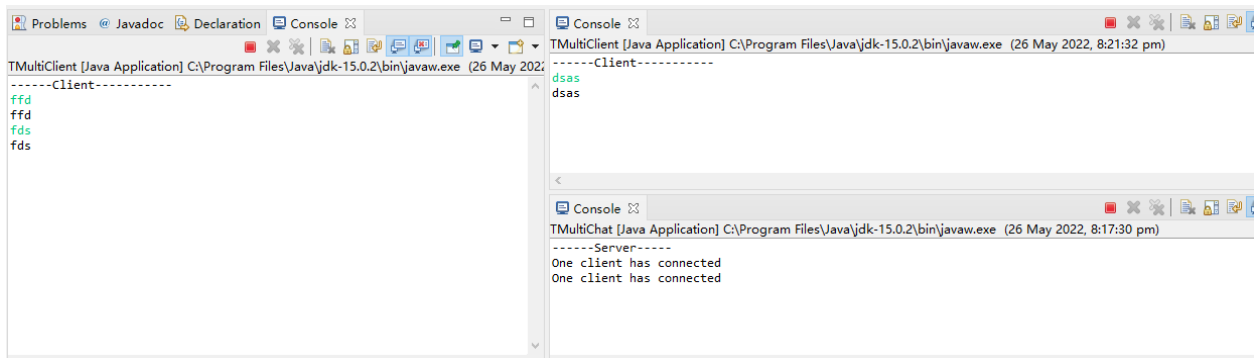 Problems @ Javadoc Declaration Console
TMultiClient [Java Application] C:\Program Files\Java\jdk-15.0.2\bin\javaw.exe (26 May 2022
------Client-----------
ffd
ffd
fds
fds
Console
TMultiClient [Java Application] C:\Program Files\Java\jdk-15.0.2\bin\javaw.exe (26 May 2022, 8:21:32 pm)
------Client-----------
dsas
dsas
Console
TMultiChat [Java Application] C:\Program Files\Java\jdk-15.0.2\bin\javaw.exe (26 May 2022, 8:17:30 pm)
------Server-----
One client has connected
One client has connected